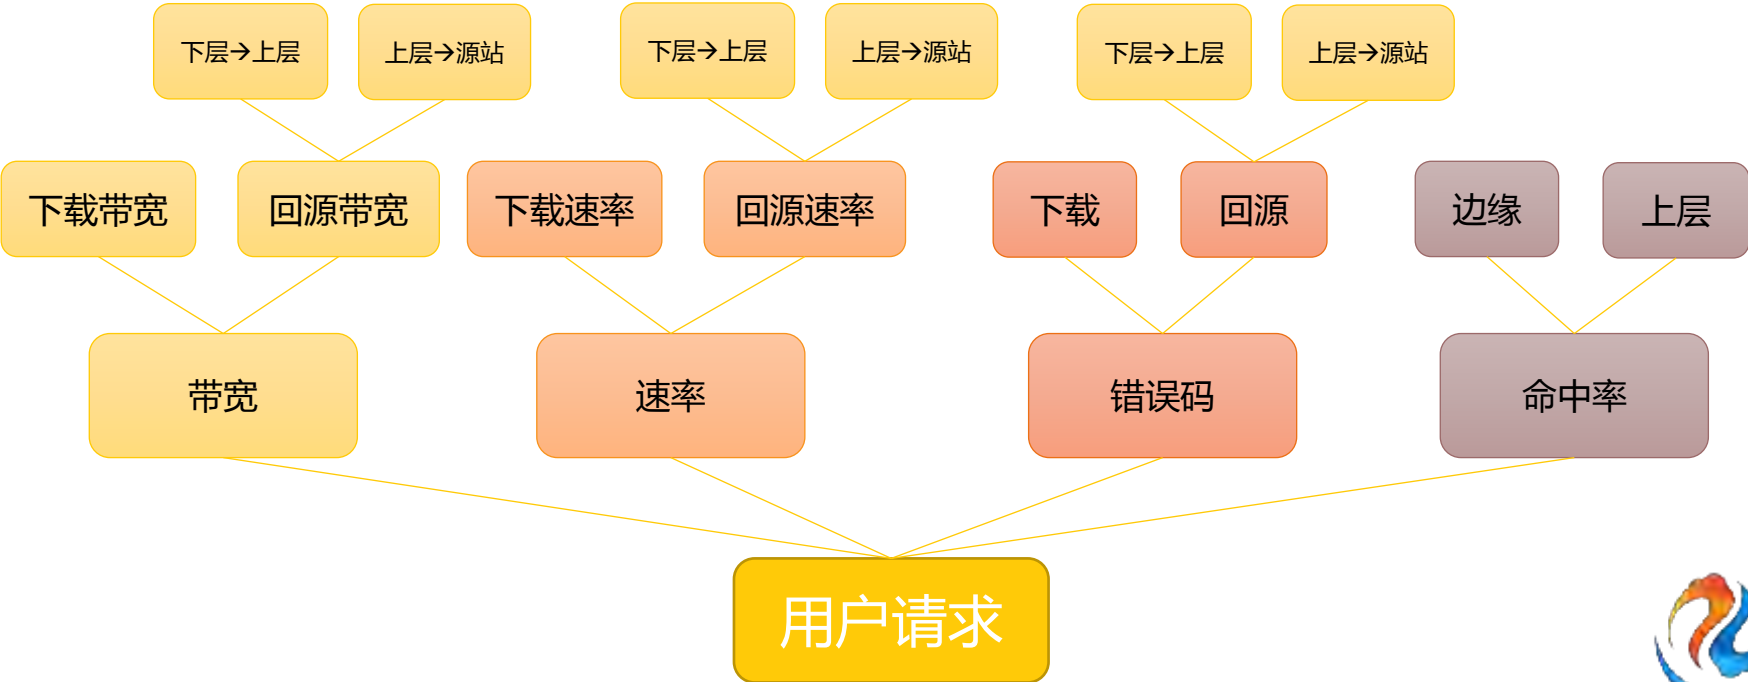 下层→上层
上层→源站
下层→上层
上层→源站
下层→上层
上层→源站
下载带宽
回源带宽
下载速率
回源速率
下载
回源
边缘
上层
带宽
速率
错误码
命中率
用户请求